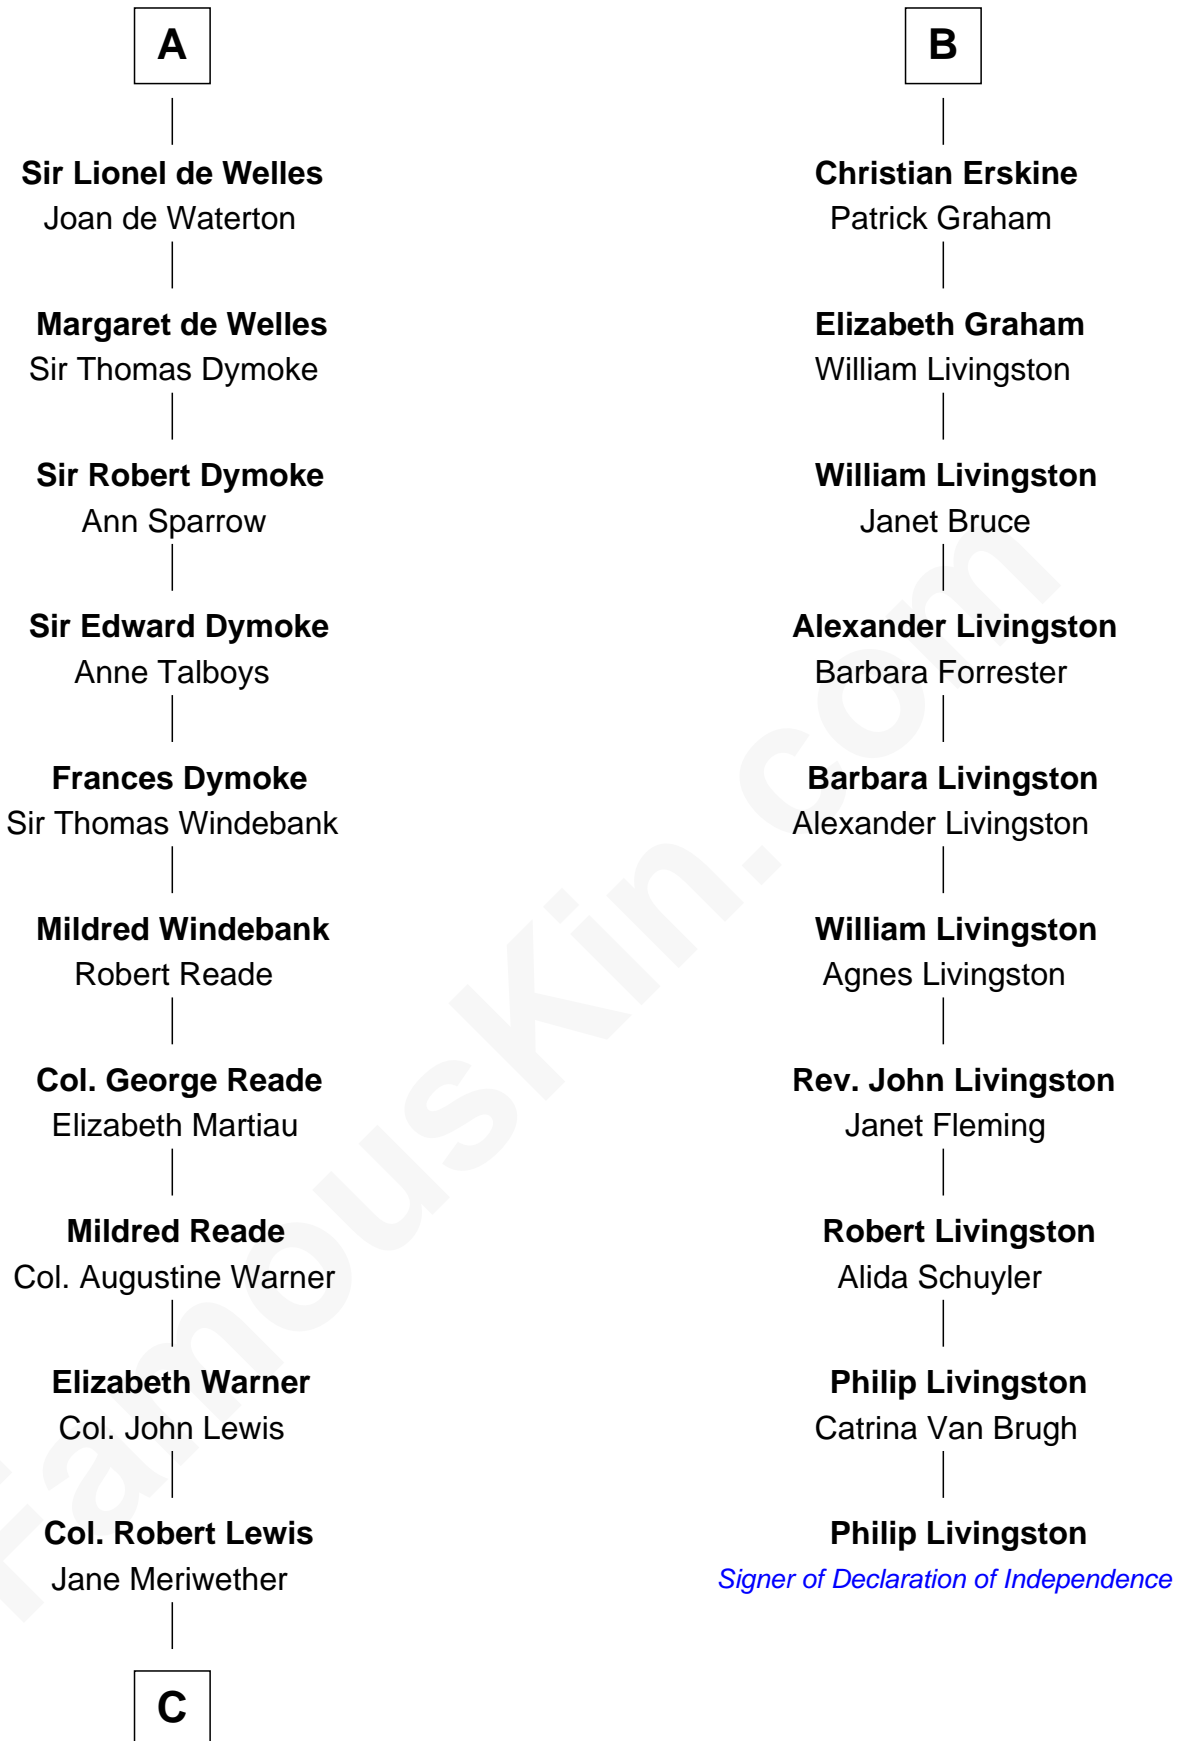 A
Sir Lionel de Welles
Joan de Waterton
Margaret de Welles
Sir Thomas Dymoke
Sir Robert Dymoke
Ann Sparrow
Sir Edward Dymoke
Anne Talboys
Frances Dymoke
Sir Thomas Windebank
Mildred Windebank
Robert Reade
Col. George Reade
Elizabeth Martiau
Mildred Reade
Col. Augustine Warner
Elizabeth Warner
Col. John Lewis
Col. Robert Lewis
Jane Meriwether
C
B
Christian Erskine
Patrick Graham
Elizabeth Graham
William Livingston
William Livingston
Janet Bruce
Alexander Livingston
Barbara Forrester
Barbara Livingston
Alexander Livingston
William Livingston
Agnes Livingston
Rev. John Livingston
Janet Fleming
Robert Livingston
Alida Schuyler
Philip Livingston
Catrina Van Brugh
Philip Livingston
Signer of Declaration of Independence
FamousKin.com